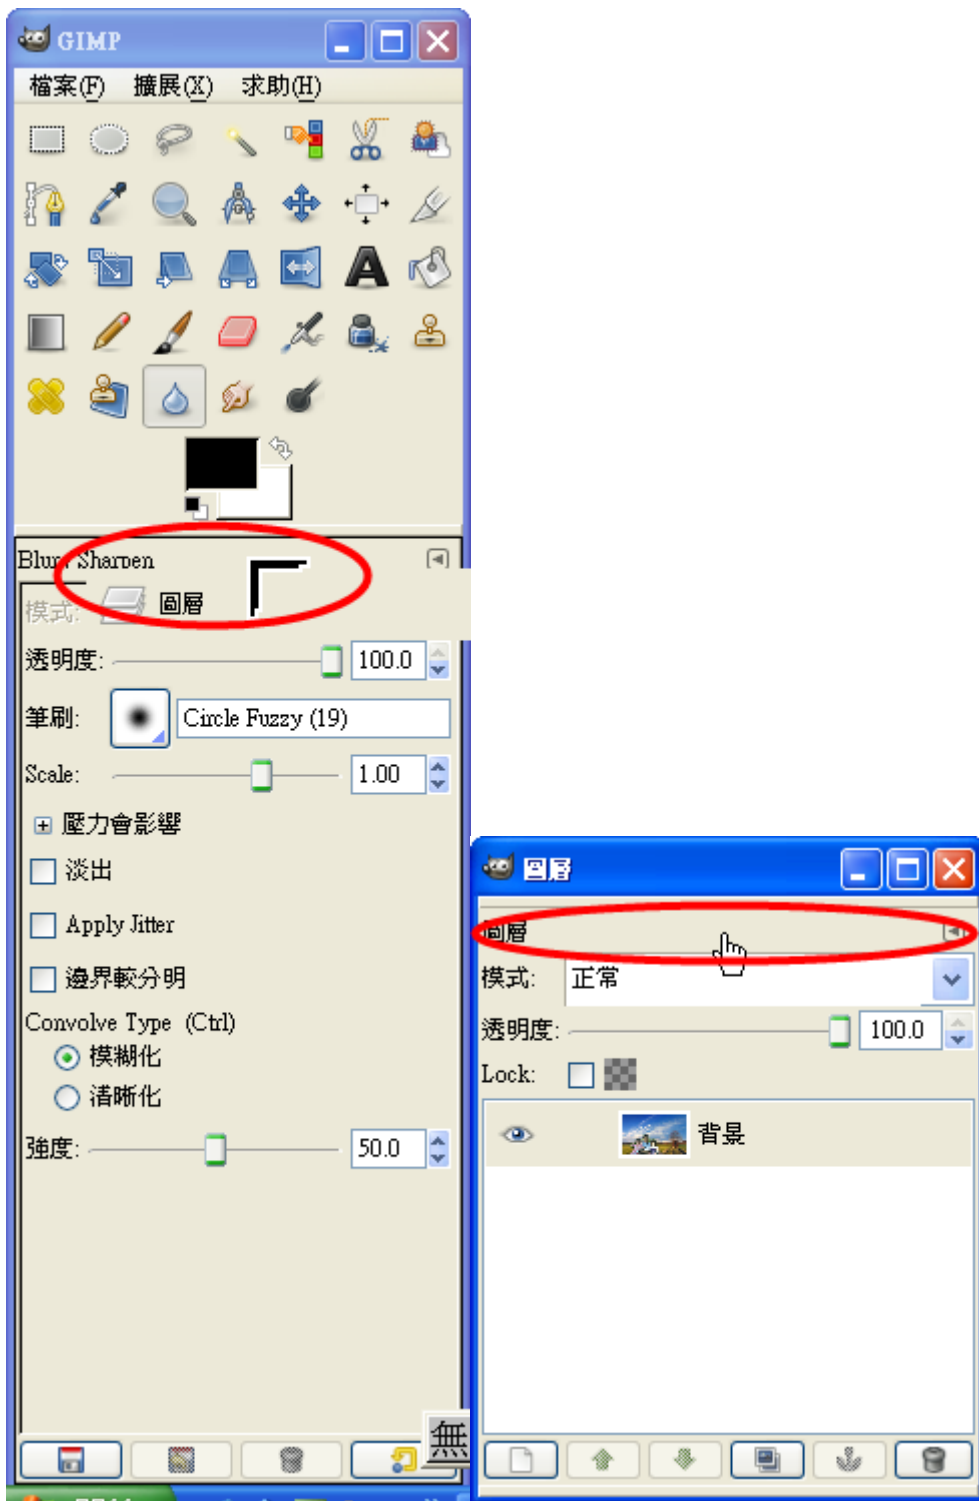 GIMP
檔案(F) 擴展(X) 求助(H)
Blur / Sharpen
模式: 圖層
透明度: 100.0
筆刷: Circle Fuzzy (19)
Scale: 1.00
壓力會影響
淡出
Apply Jitter
邊界較分明
Convolve Type (Ctrl)
模糊化
清晰化
強度: 50.0
無
圖層
圖層
模式: 正常
透明度: 100.0
Lock:
背景